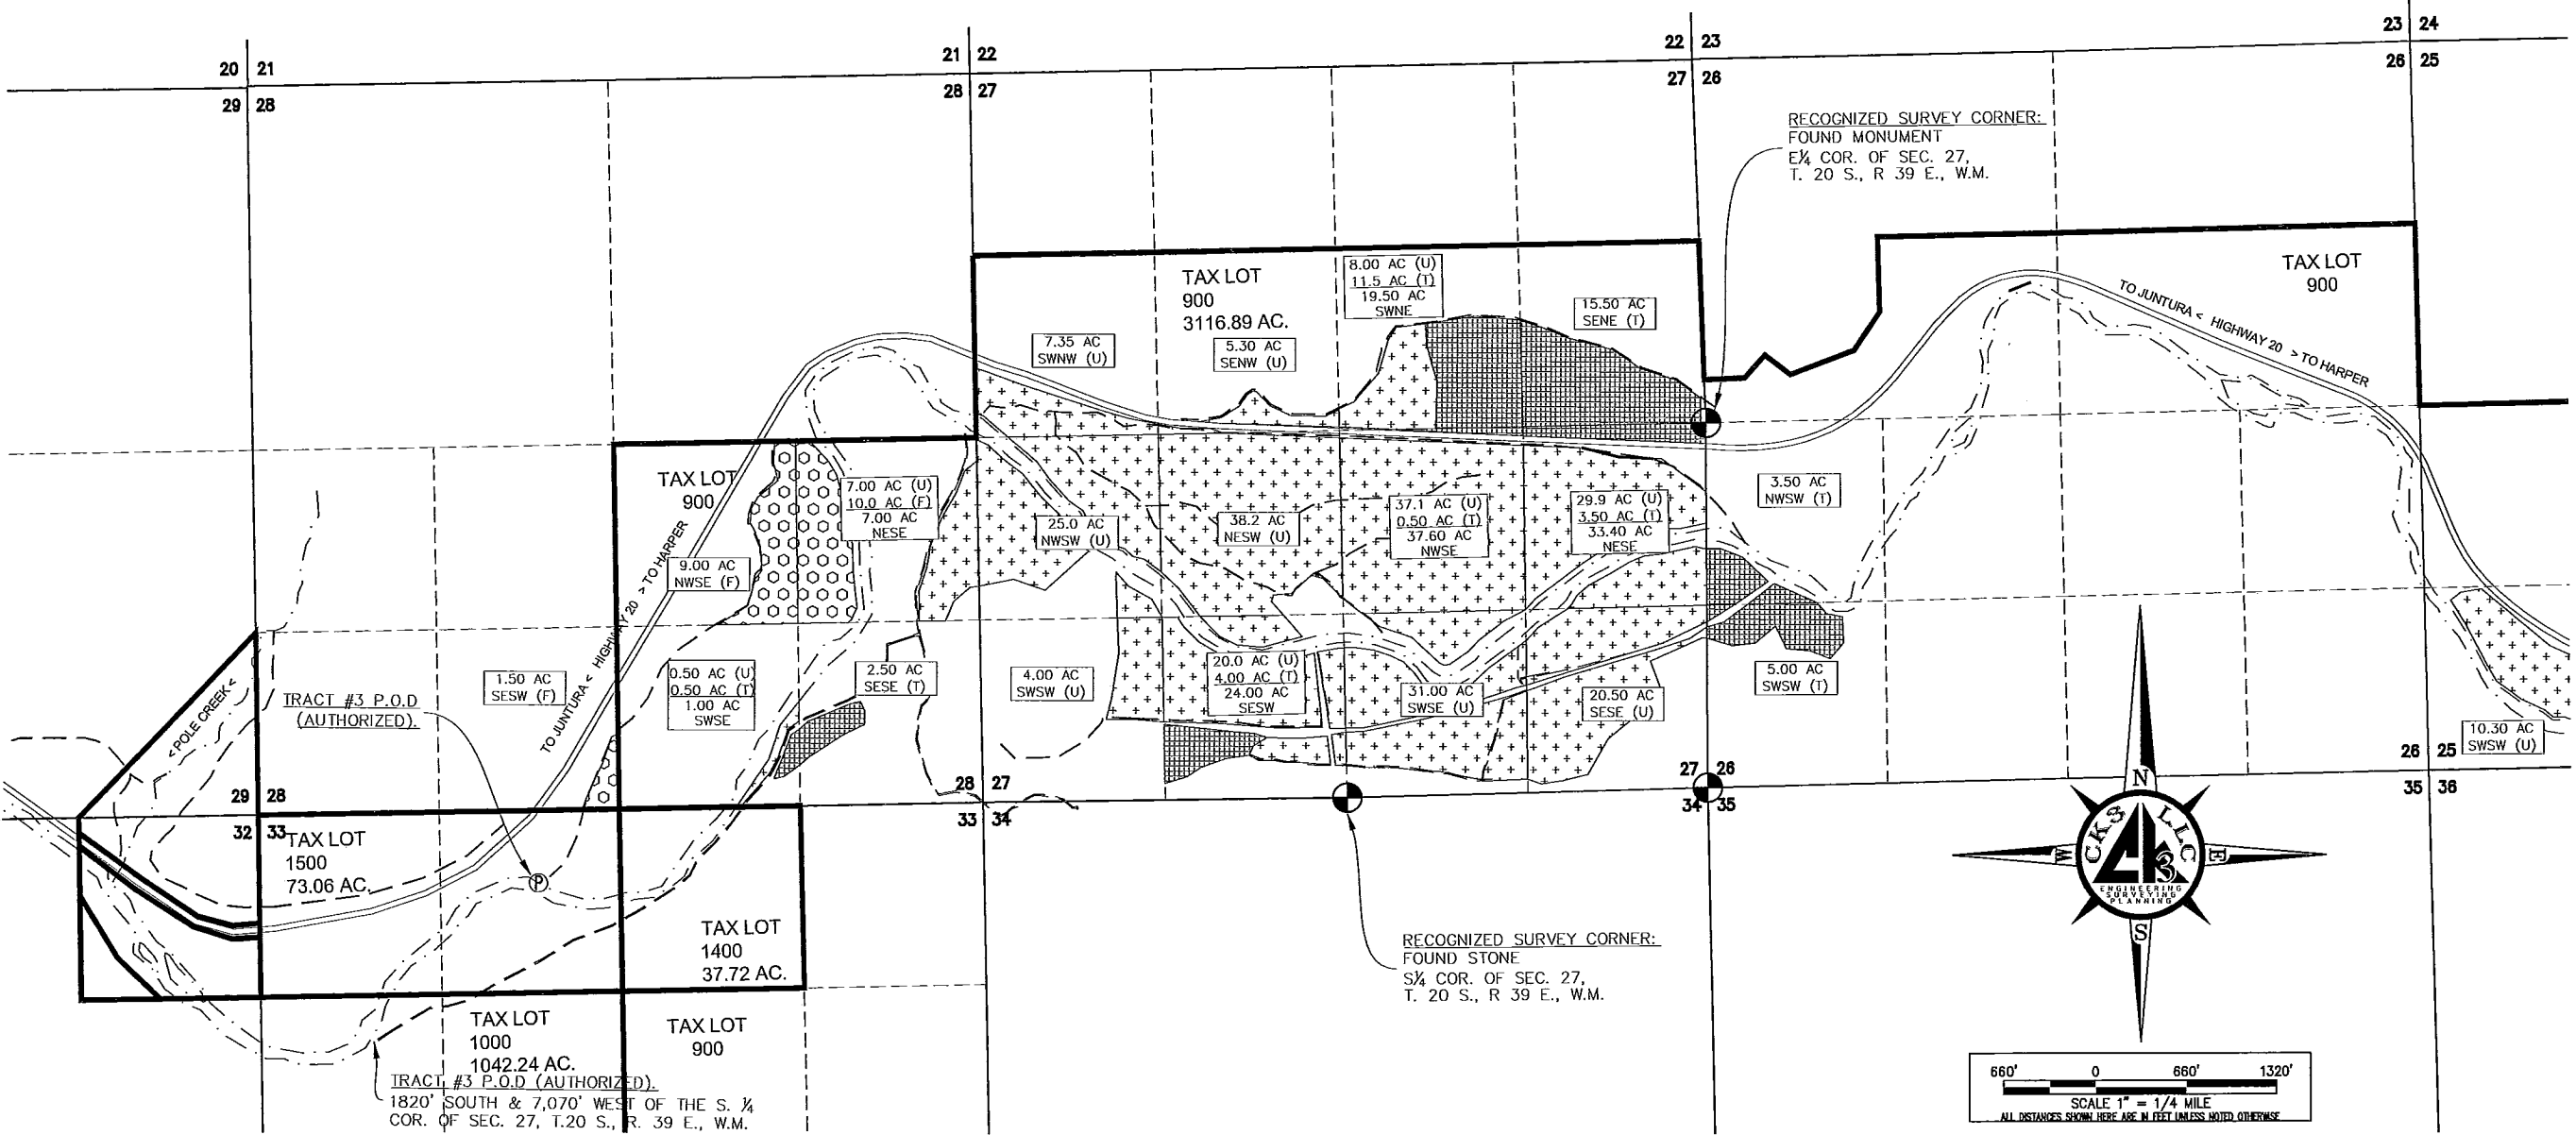 20 21
29 28
21 22
28 27
22 23
27 26
23 24
26 25
RECOGNIZED SURVEY CORNER:
FOUND MONUMENT
E¼ COR. OF SEC. 27,
T. 20 S., R 39 E., W.M.
TAX LOT
900
3116.89 AC.
8.00 AC (U)
11.5 AC (T)
19.50 AC
SWNE
15.50 AC
SENE (T)
7.35 AC
SWNW (U)
5.30 AC
SENW (U)
TAX LOT
900
TO JUNTURA < HIGHWAY 20 > TO HARPER
TAX LOT
900
7.00 AC (U)
10.0 AC (F)
7.00 AC
NESE
25.0 AC
NWSW (U)
38.2 AC
NESW (U)
37.1 AC (U)
0.50 AC (T)
37.60 AC
NWSE
29.9 AC (U)
3.50 AC (T)
33.40 AC
NESE
3.50 AC
NWSW (T)
9.00 AC
NWSE (F)
TO JUNTURA < HIGHWAY 20 > TO HARPER
< POLE CREEK <
TRACT #3 P.O.D
(AUTHORIZED).
1.50 AC
SESW (F)
0.50 AC (U)
0.50 AC (T)
1.00 AC
SWSE
2.50 AC
SESE (T)
4.00 AC
SWSW (U)
20.0 AC (U)
4.00 AC (T)
24.00 AC
SESW
31.00 AC
SWSE (U)
20.50 AC
SESE (U)
5.00 AC
SWSW (T)
10.30 AC
SWSW (U)
29 28
32 33
28 27
33 34
27 26
34 35
26 25
35 36
TAX LOT
1500
73.06 AC.
P
TAX LOT
1400
37.72 AC.
TAX LOT
1000
1042.24 AC.
TAX LOT
900
TRACT #3 P.O.D (AUTHORIZED).
1820' SOUTH & 7,070' WEST OF THE S. ¼
COR. OF SEC. 27, T.20 S., R. 39 E., W.M.
RECOGNIZED SURVEY CORNER:
FOUND STONE
S¼ COR. OF SEC. 27,
T. 20 S., R 39 E., W.M.
N
W
E
S
CK3 LLC
3
ENGINEERING
SURVEYING
PLANNING
660' 0 660' 1320'
SCALE 1" = 1/4 MILE
ALL DISTANCES SHOWN HERE ARE IN FEET UNLESS NOTED OTHERWISE